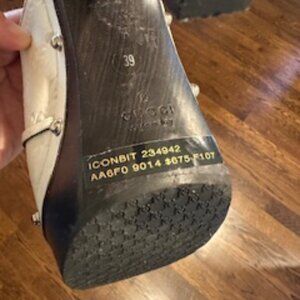 39
GUCCI
ICONBIT 234942
AA6F0 9014 $675-F107